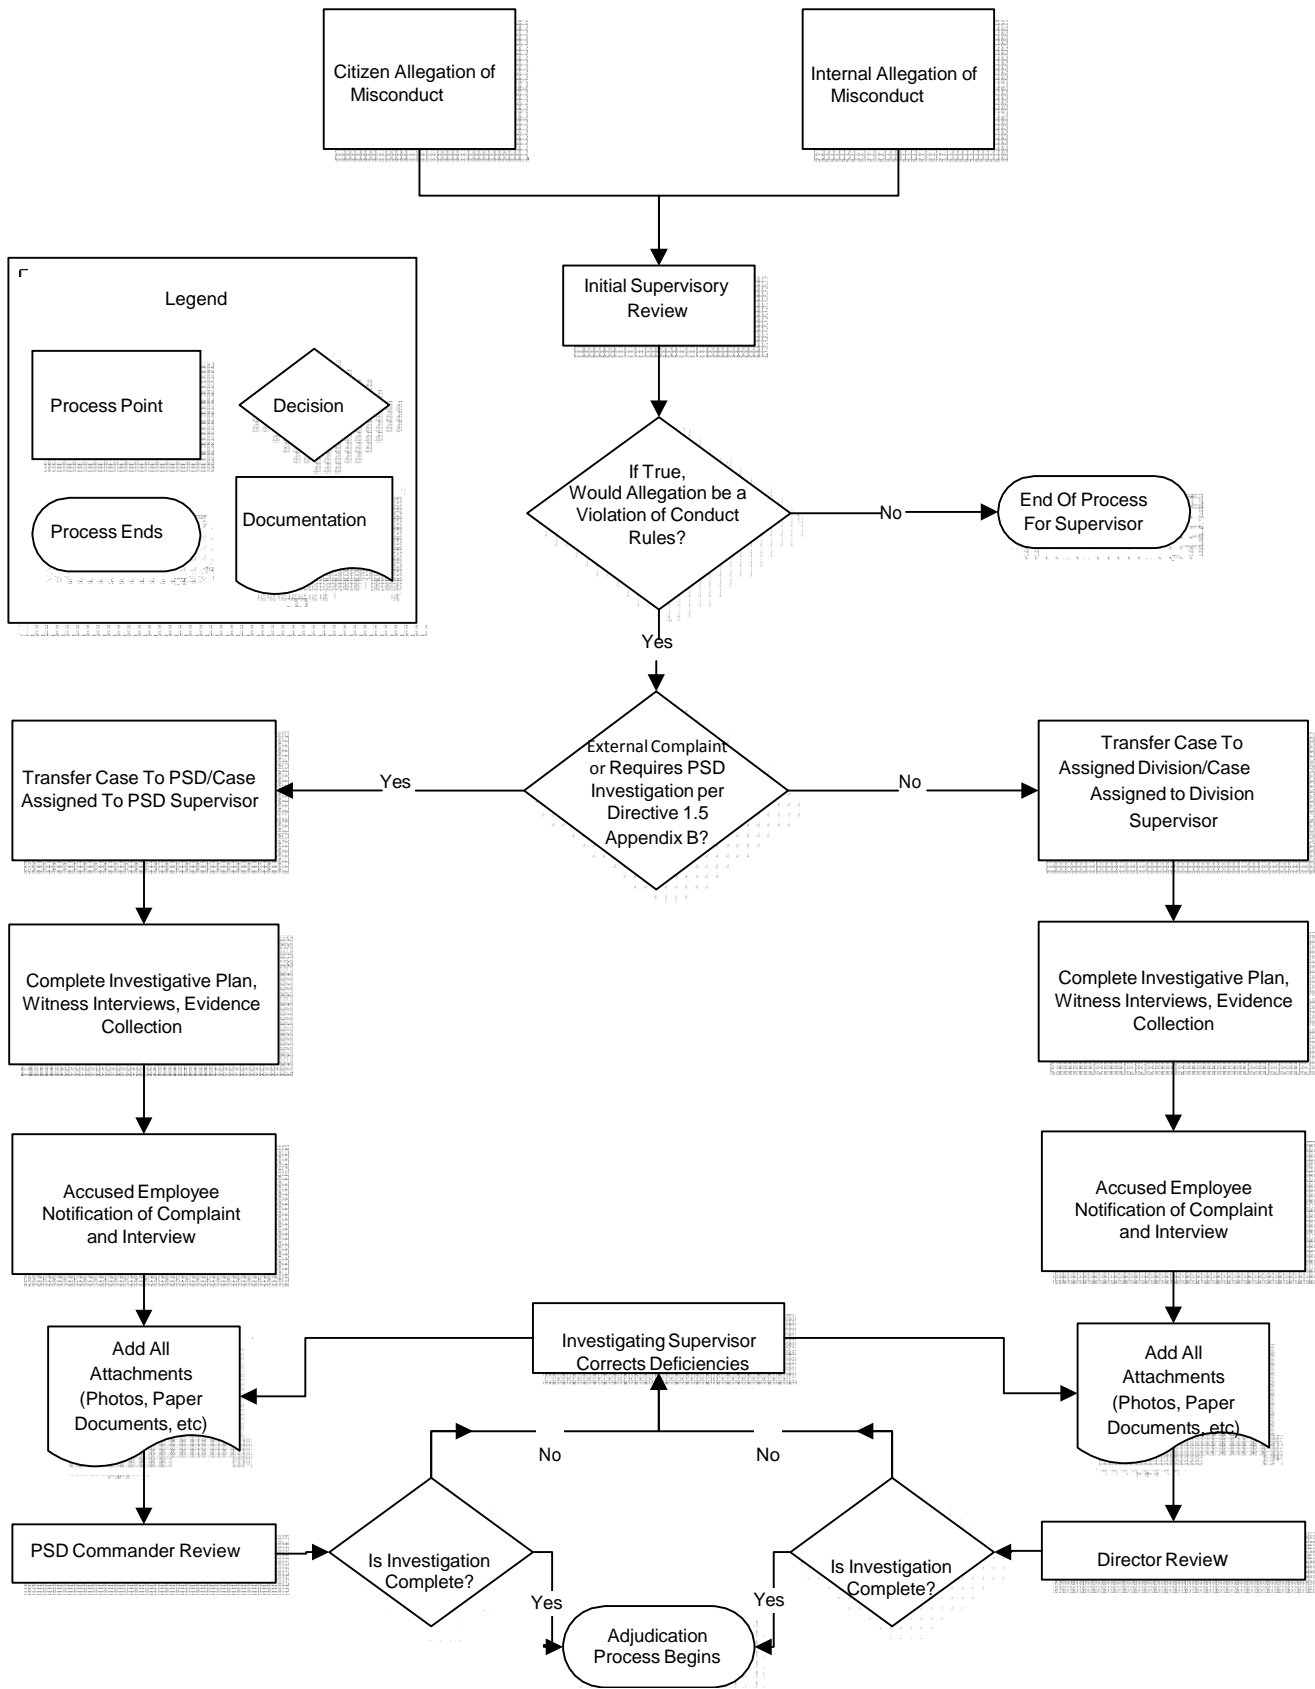 Citizen Allegation of
Misconduct
Internal Allegation of
Misconduct
Initial Supervisory
Review
Legend
Process Point
Decision
Process Ends
Documentation
If True,
Would Allegation be a
Violation of Conduct
Rules?
No
End Of Process
For Supervisor
Yes
External Complaint
or Requires PSD
Investigation per
Directive 1.5
Appendix B?
Yes
No
Transfer Case To PSD/Case
Assigned To PSD Supervisor
Transfer Case To
Assigned Division/Case
Assigned to Division
Supervisor
Complete Investigative Plan,
Witness Interviews, Evidence
Collection
Complete Investigative Plan,
Witness Interviews, Evidence
Collection
Accused Employee
Notification of Complaint
and Interview
Accused Employee
Notification of Complaint
and Interview
Add All
Attachments
(Photos, Paper
Documents, etc)
Investigating Supervisor
Corrects Deficiencies
Add All
Attachments
(Photos, Paper
Documents, etc)
No
No
PSD Commander Review
Is Investigation
Complete?
Is Investigation
Complete?
Director Review
Yes
Yes
Adjudication
Process Begins